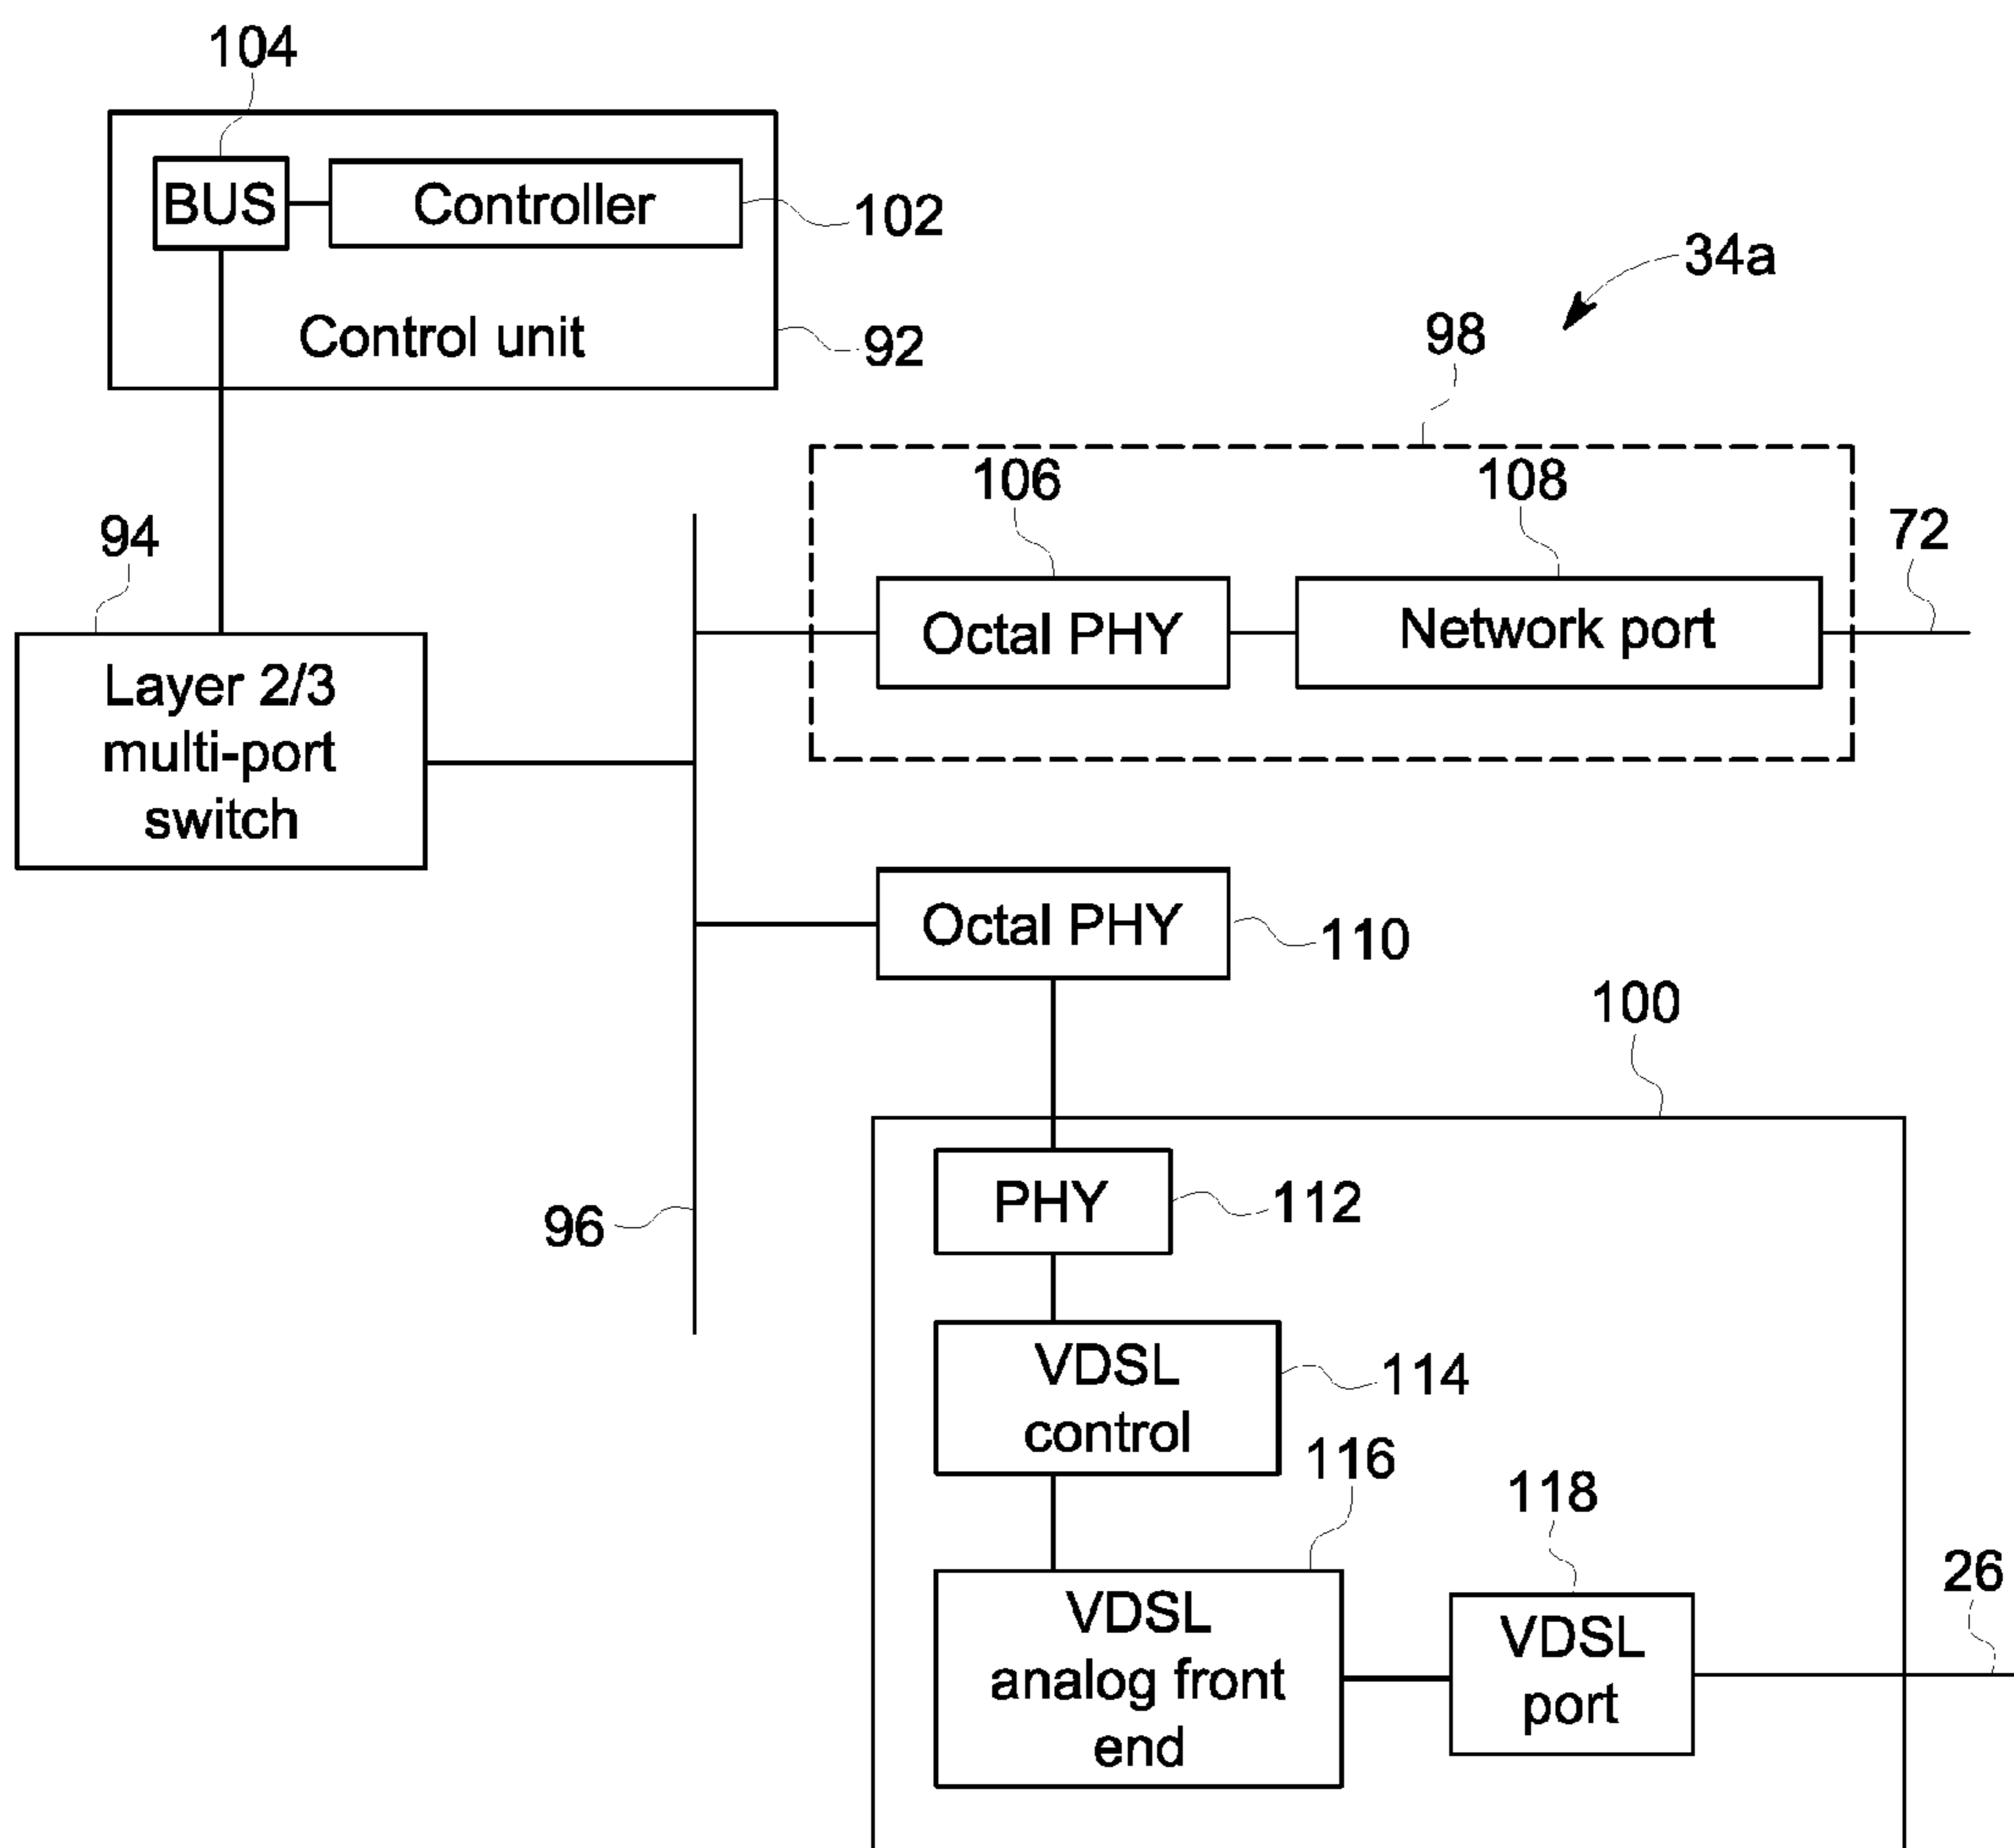 104
BUS
Controller
102
34a
Control unit
92
98
106
108
72
94
Octal PHY
Network port
Layer 2/3
multi-port
switch
Octal PHY
110
100
PHY
112
96
VDSL
control
114
116
118
26
VDSL
analog front
end
VDSL
port